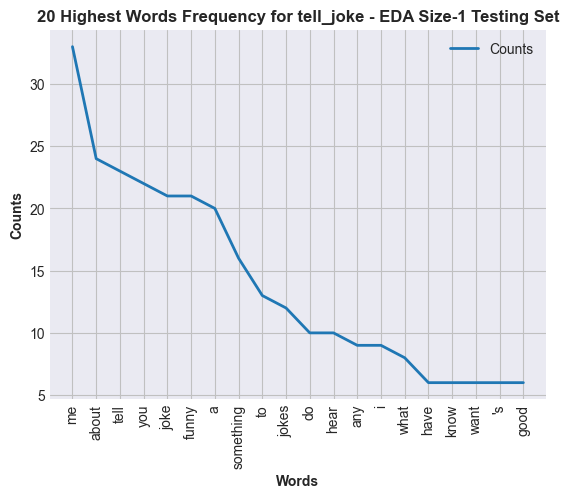 20 Highest Words Frequency for tell_joke - EDA Size-1 Testing Set
Counts
30
25
20
15
10
5
Counts
me
about
tell
you
joke
funny
a
something
to
jokes
do
hear
any
i
what
have
know
want
's
good
Words